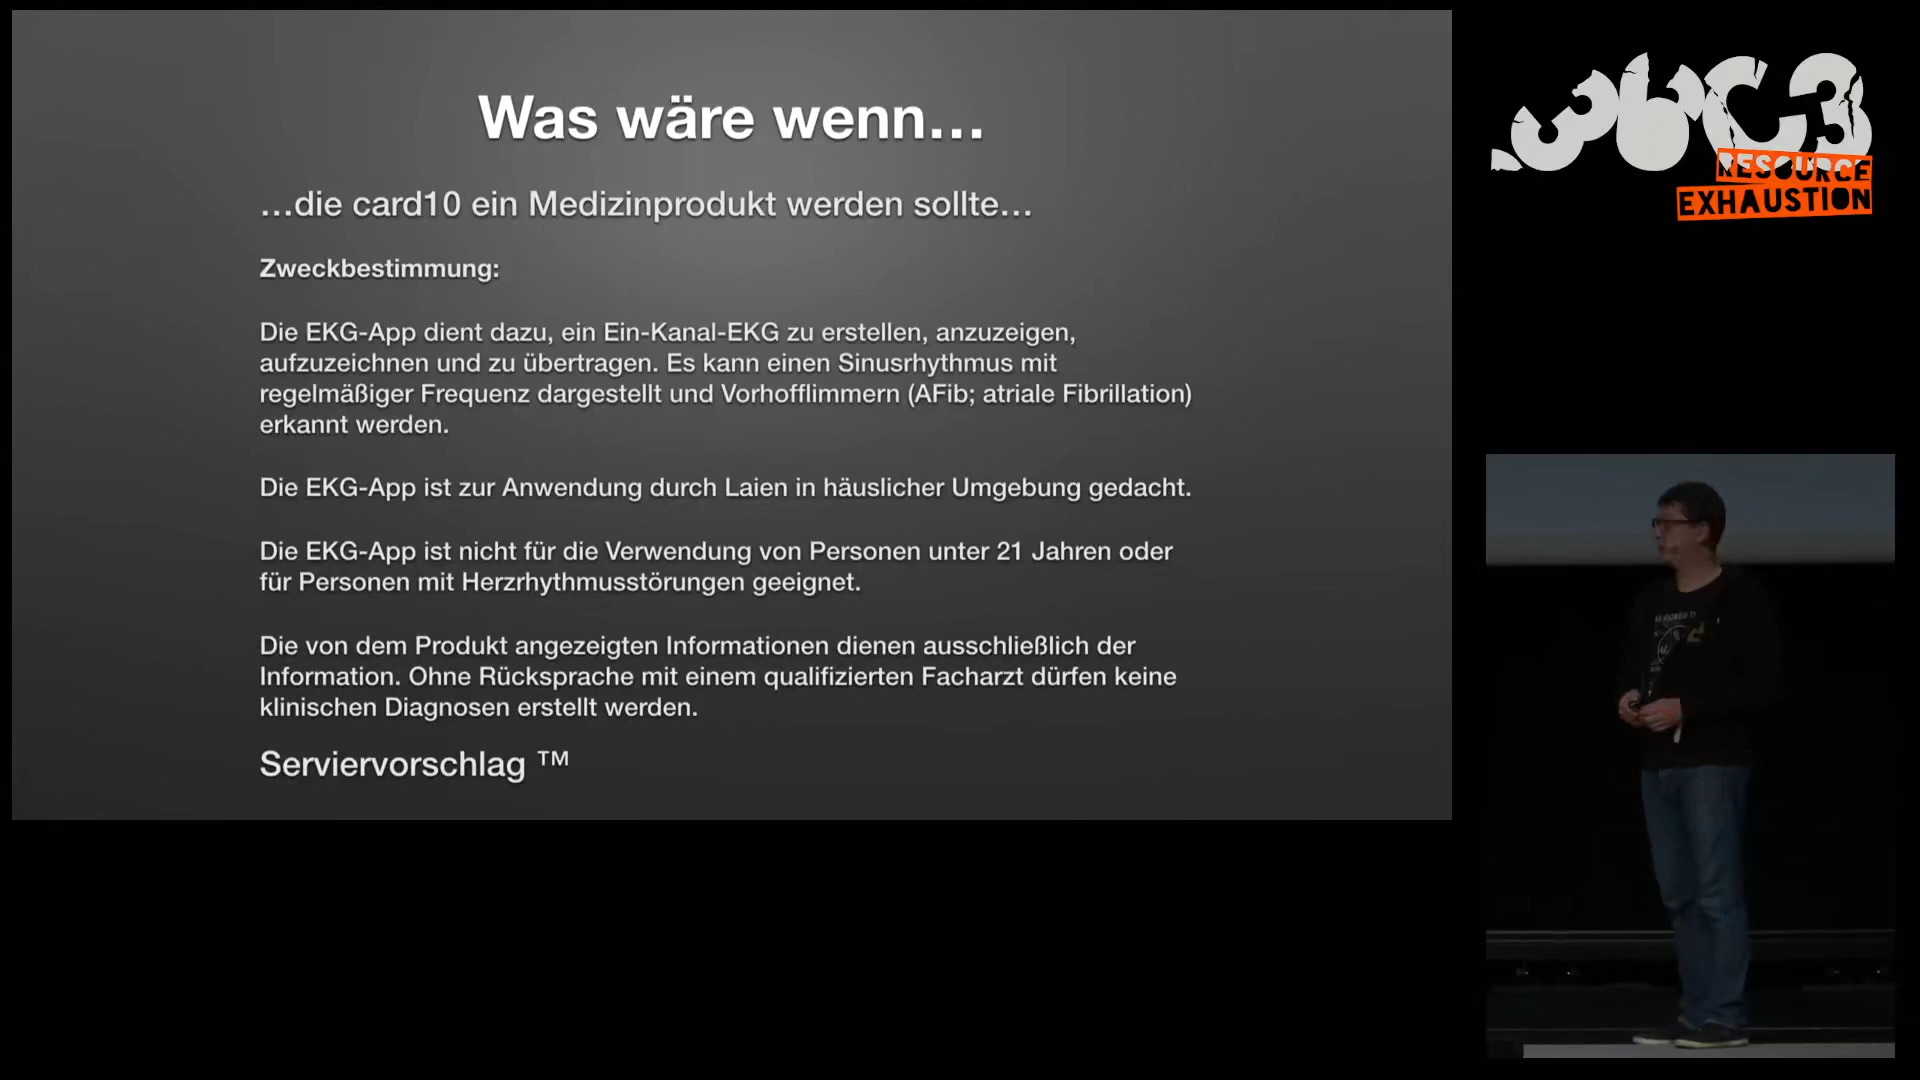 Was wäre wenn…
…die card10 ein Medizinprodukt werden sollte…
Zweckbestimmung:
Die EKG-App dient dazu, ein Ein-Kanal-EKG zu erstellen, anzuzeigen,
aufzuzeichnen und zu übertragen. Es kann einen Sinusrhythmus mit
regelmäßiger Frequenz dargestellt und Vorhofflimmern (AFib; atriale Fibrillation)
erkannt werden.
Die EKG-App ist zur Anwendung durch Laien in häuslicher Umgebung gedacht.
Die EKG-App ist nicht für die Verwendung von Personen unter 21 Jahren oder
für Personen mit Herzrhythmusstörungen geeignet.
Die von dem Produkt angezeigten Informationen dienen ausschließlich der
Information. Ohne Rücksprache mit einem qualifizierten Facharzt dürfen keine
klinischen Diagnosen erstellt werden.
Serviervorschlag ™
36C3
RESOURCE
EXHAUSTION